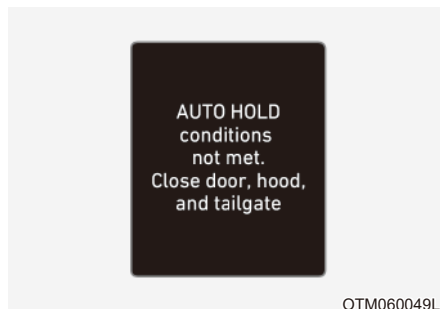 AUTO HOLD
conditions
not met.
Close door, hood,
and tailgate
OTM060049L